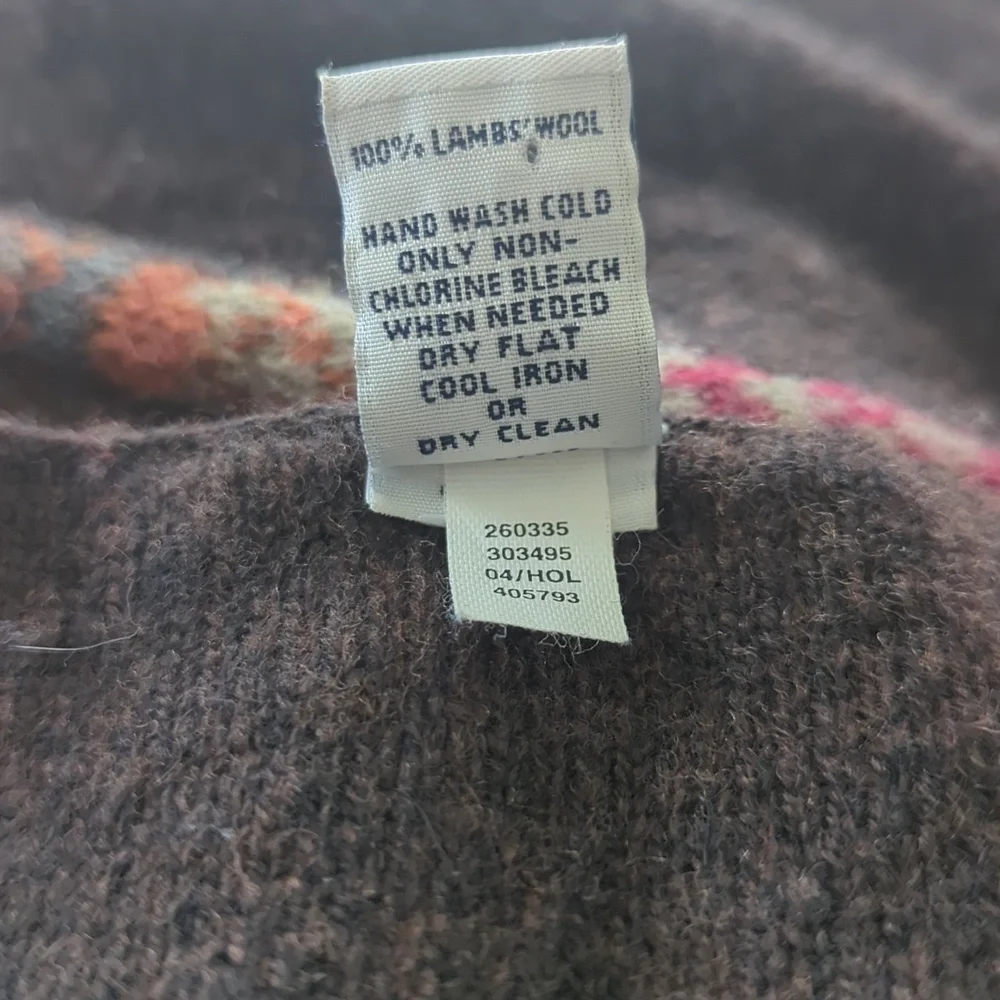 100% LAMBS' WOOL
HAND WASH COLD
ONLY NON-
CHLORINE BLEACH
WHEN NEEDED
DRY FLAT
COOL IRON
OR
DRY CLEAN
260335
303495
04/HOL
405793